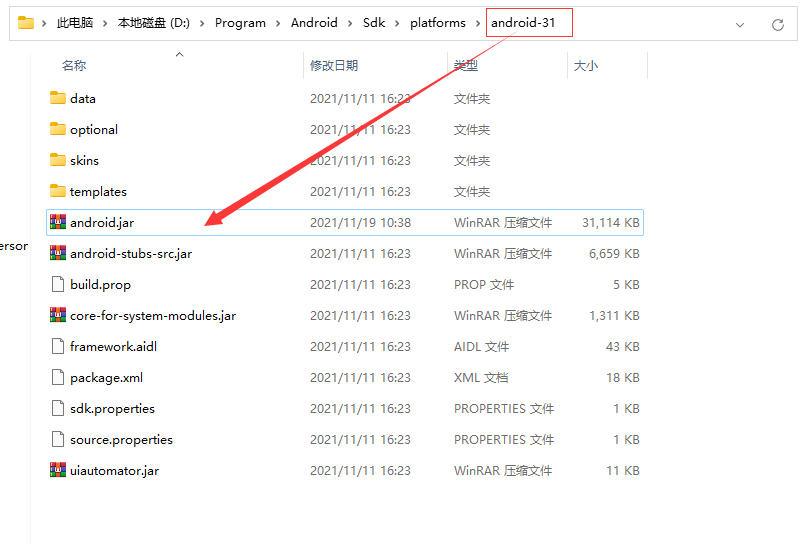 此电脑 本地磁盘 (D:) Program Android Sdk platforms android-31
名称 修改日期 类型 大小
data 2021/11/11 16:23 文件夹
optional 2021/11/11 16:23 文件夹
skins 2021/11/11 16:23 文件夹
templates 2021/11/11 16:23 文件夹
android.jar 2021/11/19 10:38 WinRAR 压缩文件 31,114 KB
ersor
android-stubs-src.jar 2021/11/11 16:23 WinRAR 压缩文件 6,659 KB
build.prop 2021/11/11 16:23 PROP 文件 5 KB
core-for-system-modules.jar 2021/11/11 16:23 WinRAR 压缩文件 1,311 KB
framework.aidl 2021/11/11 16:23 AIDL 文件 43 KB
package.xml 2021/11/11 16:23 XML 文档 18 KB
sdk.properties 2021/11/11 16:23 PROPERTIES 文件 1 KB
source.properties 2021/11/11 16:23 PROPERTIES 文件 1 KB
uiautomator.jar 2021/11/11 16:23 WinRAR 压缩文件 11 KB